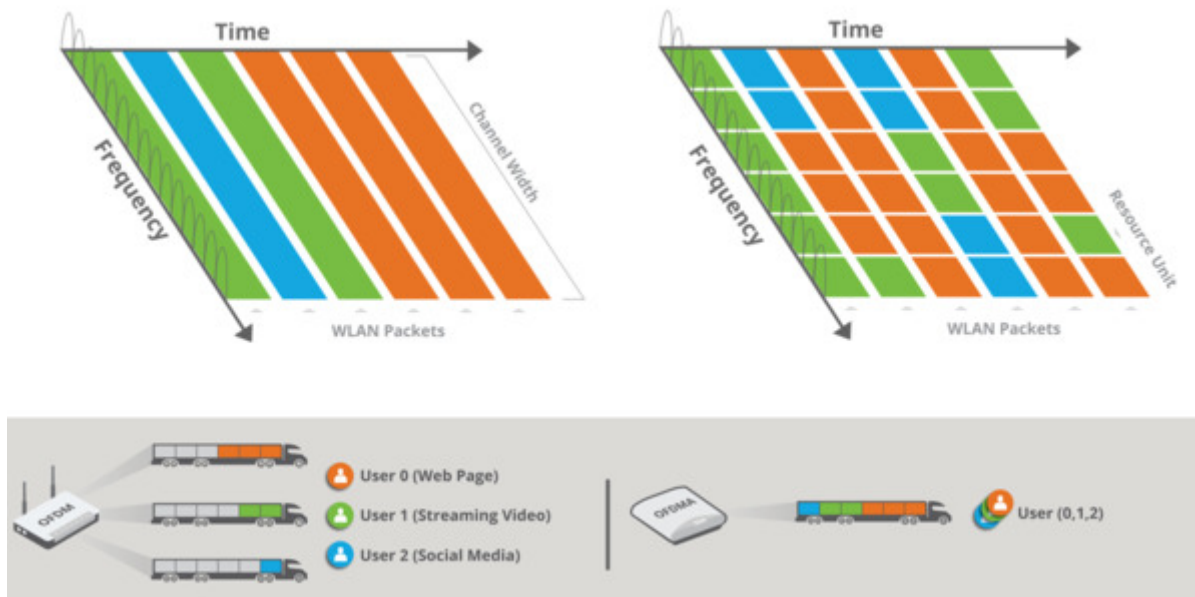 Time
Frequency
Channel Width
WLAN Packets
Time
Frequency
Resource Unit
WLAN Packets
OFDM
User 0 (Web Page)
User 1 (Streaming Video)
User 2 (Social Media)
OFDMA
User (0,1,2)